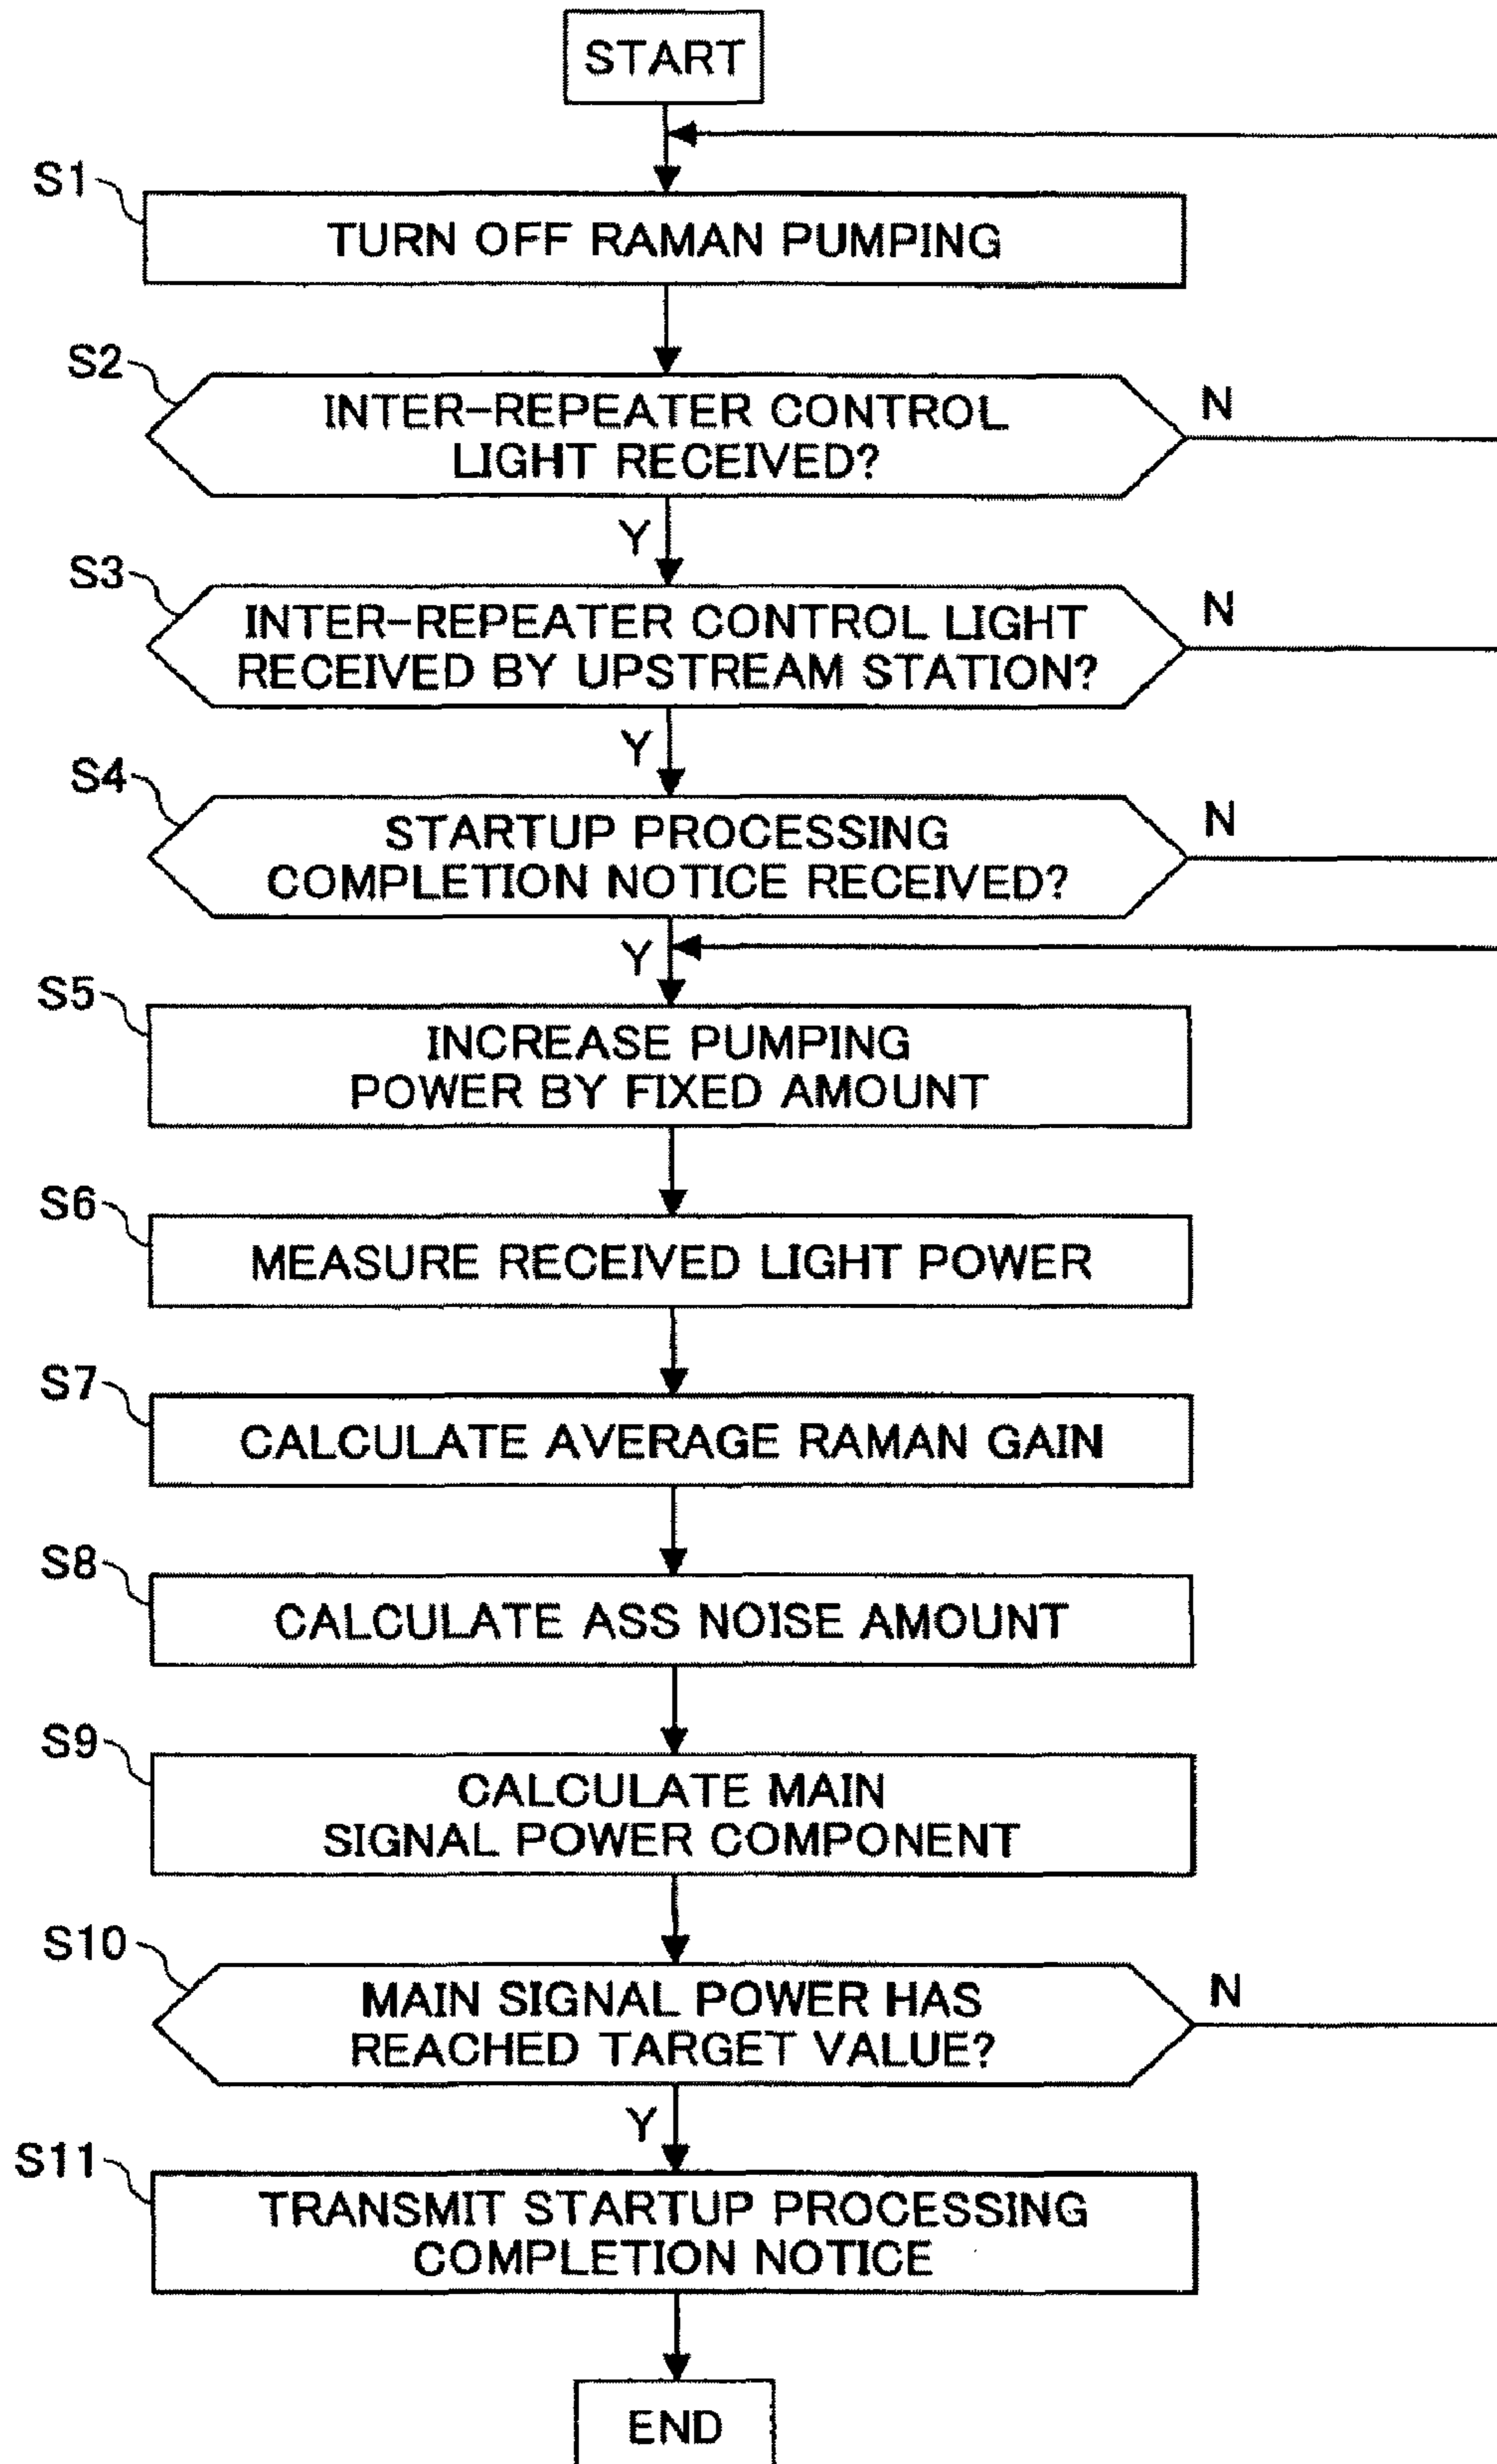 START
S1
TURN OFF RAMAN PUMPING
S2
INTER-REPEATER CONTROL
LIGHT RECEIVED?
N
Y
S3
INTER-REPEATER CONTROL LIGHT
RECEIVED BY UPSTREAM STATION?
N
Y
S4
STARTUP PROCESSING
COMPLETION NOTICE RECEIVED?
N
Y
S5
INCREASE PUMPING
POWER BY FIXED AMOUNT
S6
MEASURE RECEIVED LIGHT POWER
S7
CALCULATE AVERAGE RAMAN GAIN
S8
CALCULATE ASS NOISE AMOUNT
S9
CALCULATE MAIN
SIGNAL POWER COMPONENT
S10
MAIN SIGNAL POWER HAS
REACHED TARGET VALUE?
N
Y
S11
TRANSMIT STARTUP PROCESSING
COMPLETION NOTICE
END